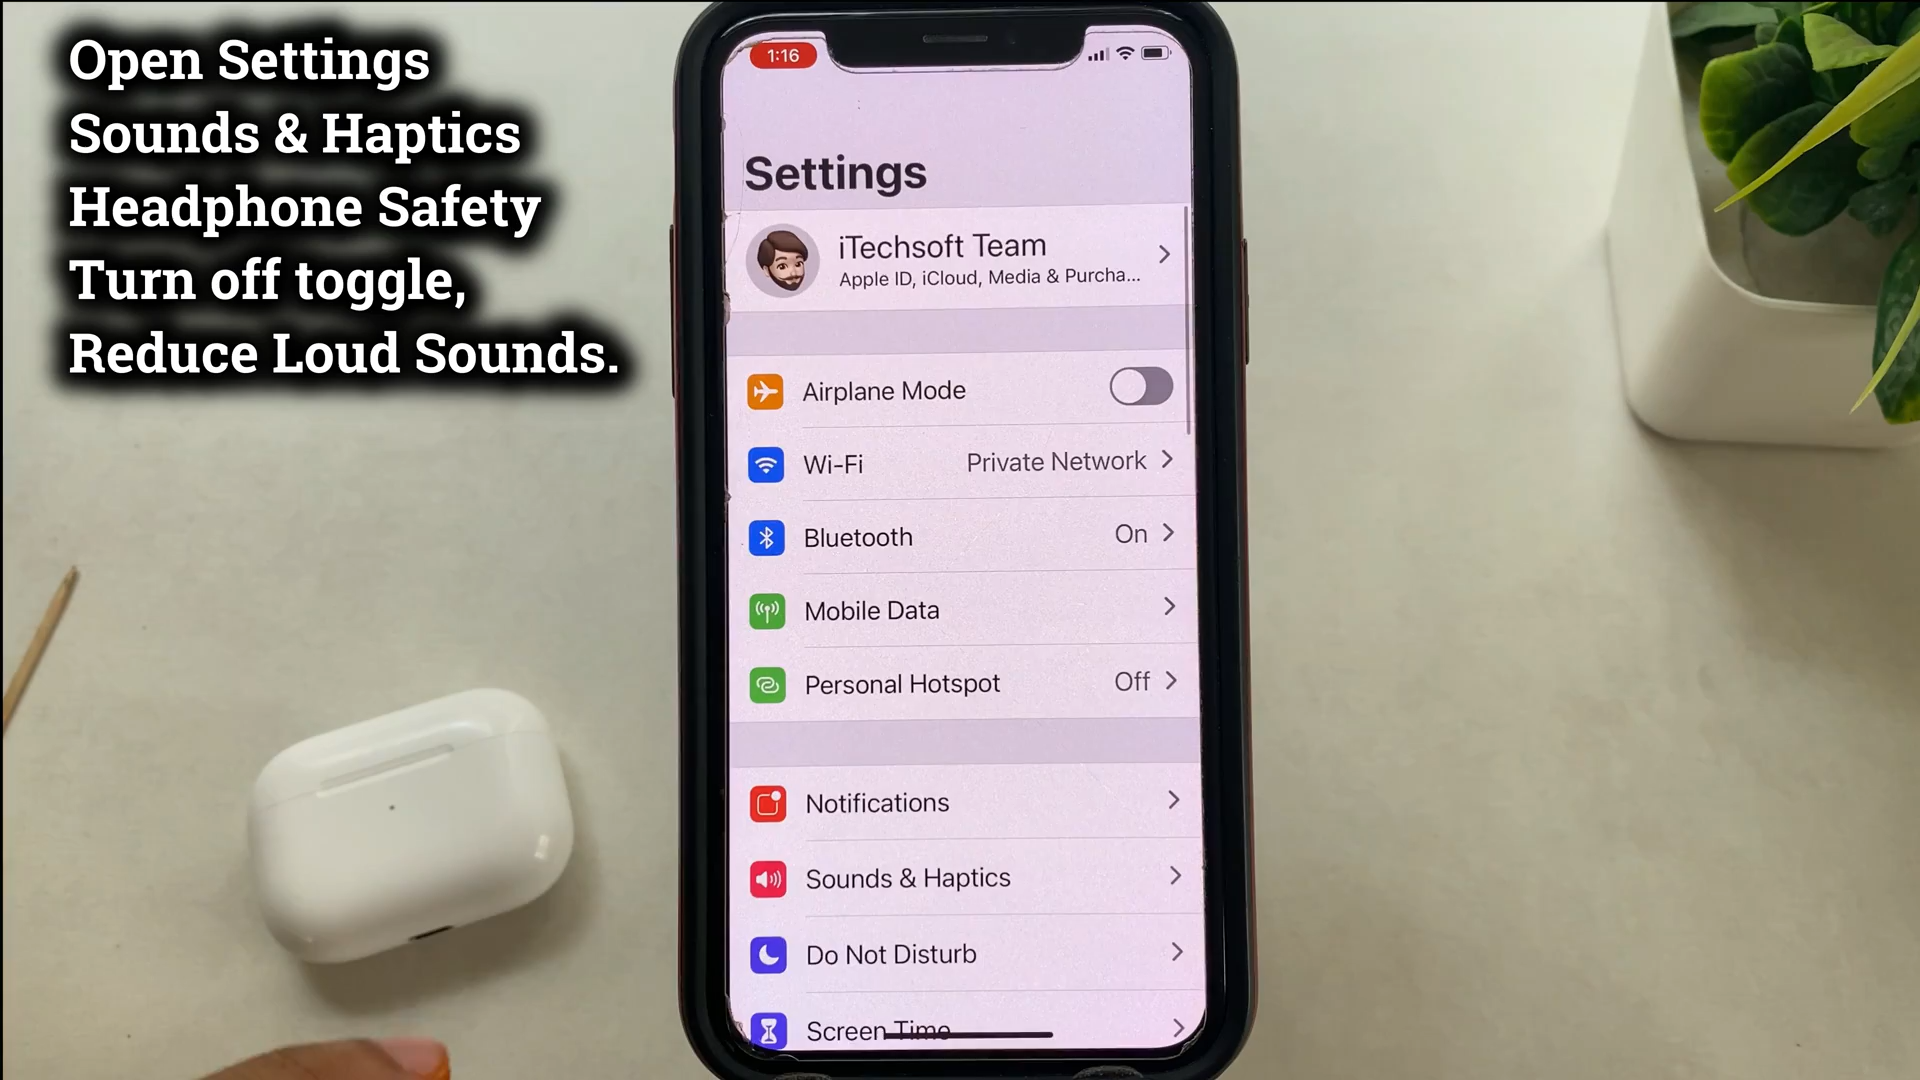 Open Settings
Sounds & Haptics
Headphone Safety
Turn off toggle,
Reduce Loud Sounds.
1:16
Settings
iTechsoft Team
Apple ID, iCloud, Media & Purcha...
Airplane Mode
Wi-Fi Private Network
Bluetooth On
Mobile Data
Personal Hotspot Off
Notifications
Sounds & Haptics
Do Not Disturb
Screen Time